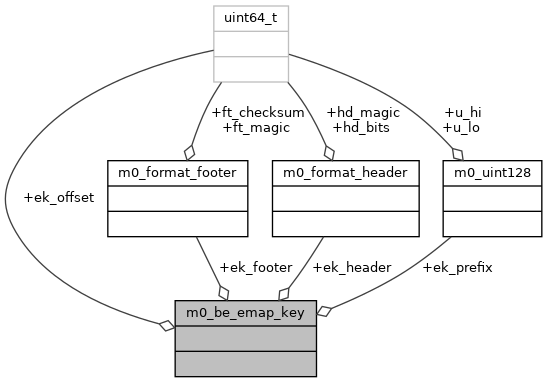 uint64_t
+ft_checksum
+ft_magic
+hd_magic
+hd_bits
+u_hi
+u_lo
m0_format_footer
m0_format_header
m0_uint128
+ek_offset
+ek_footer
+ek_header
+ek_prefix
m0_be_emap_key